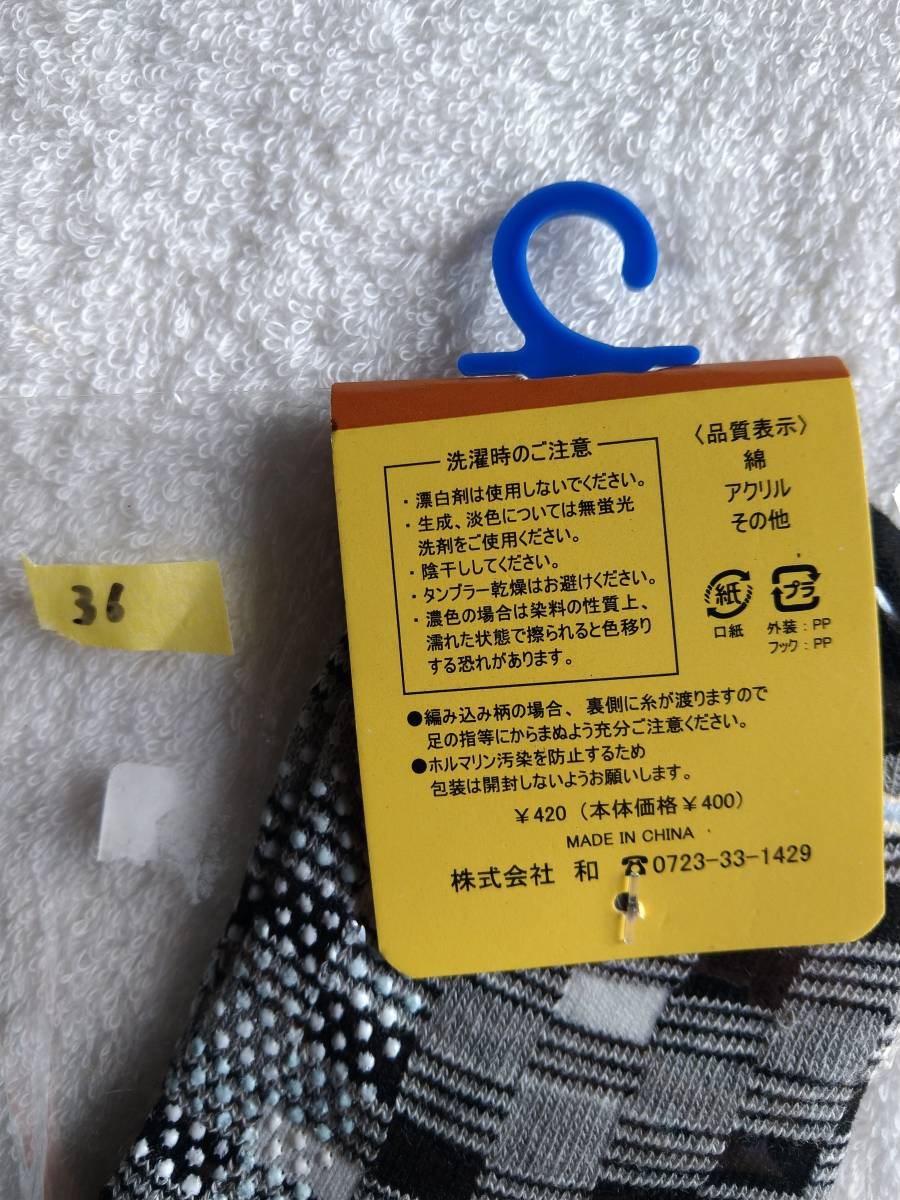 36
洗濯時のご注意
・漂白剤は使用しないでください。
・生成、淡色については無蛍光
洗剤をご使用ください。
・陰干ししてください。
・タンブラー乾燥はお避けください。
・濃色の場合は染料の性質上、
濡れた状態で擦られると色移り
する恐れがあります。
〈品質表示〉
綿
アクリル
その他
紙
口紙
プラ
外装：PP
フック：PP
●編み込み柄の場合、裏側に糸が渡りますので
足の指等にからまぬよう充分ご注意ください。
●ホルマリン汚染を防止するため
包装は開封しないようお願いします。
￥420（本体価格￥400）
MADE IN CHINA
株式会社 和 ☎0723-33-1429